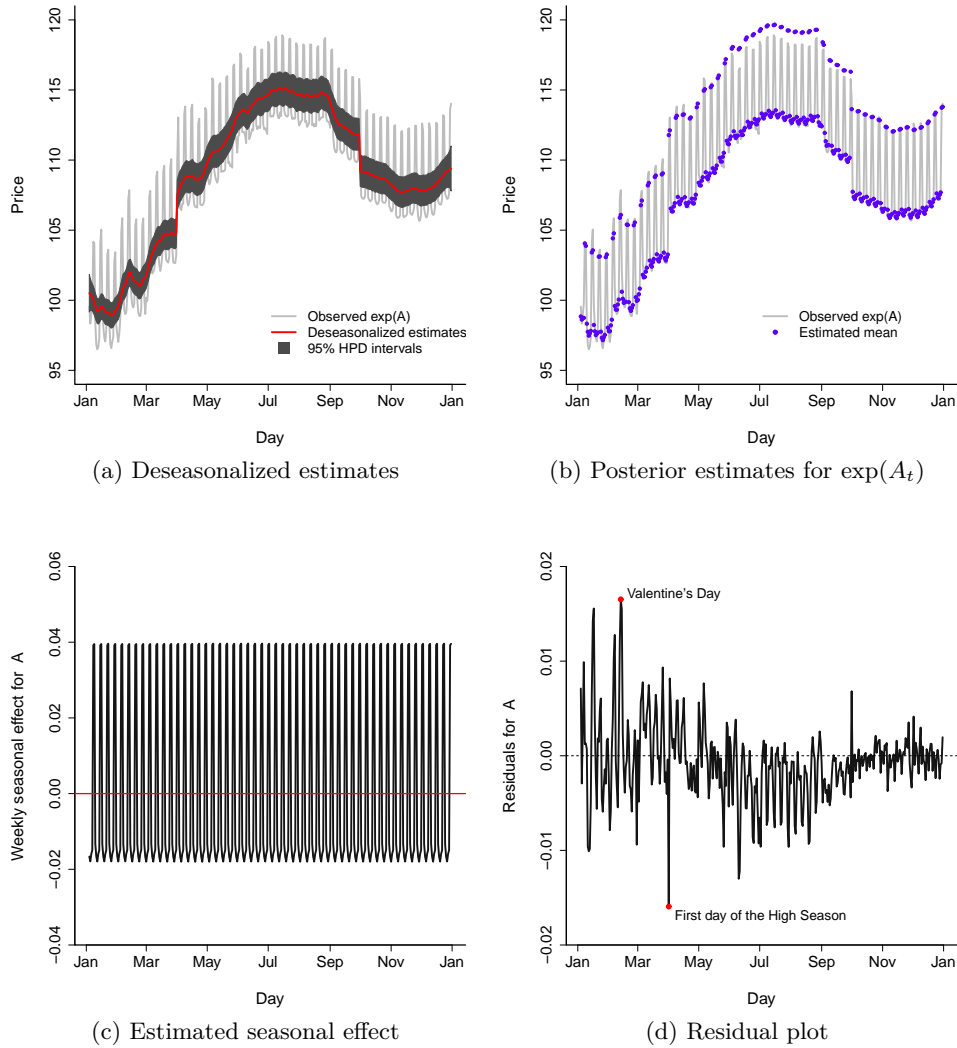 120
115
110
105
100
95
Price
Jan Mar May Jul Sep Nov Jan
Day
Observed exp(A)
Deseasonalized estimates
95% HPD intervals
(a) Deseasonalized estimates
120
115
110
105
100
95
Price
Jan Mar May Jul Sep Nov Jan
Day
Observed exp(A)
Estimated mean
(b) Posterior estimates for exp(A_t)
0.06
0.04
0.02
0.00
−0.02
−0.04
Weekly seasonal effect for A
Jan Mar May Jul Sep Nov Jan
Day
(c) Estimated seasonal effect
0.02
0.01
0.00
−0.01
−0.02
Residuals for A
Valentine's Day
First day of the High Season
Jan Mar May Jul Sep Nov Jan
Day
(d) Residual plot